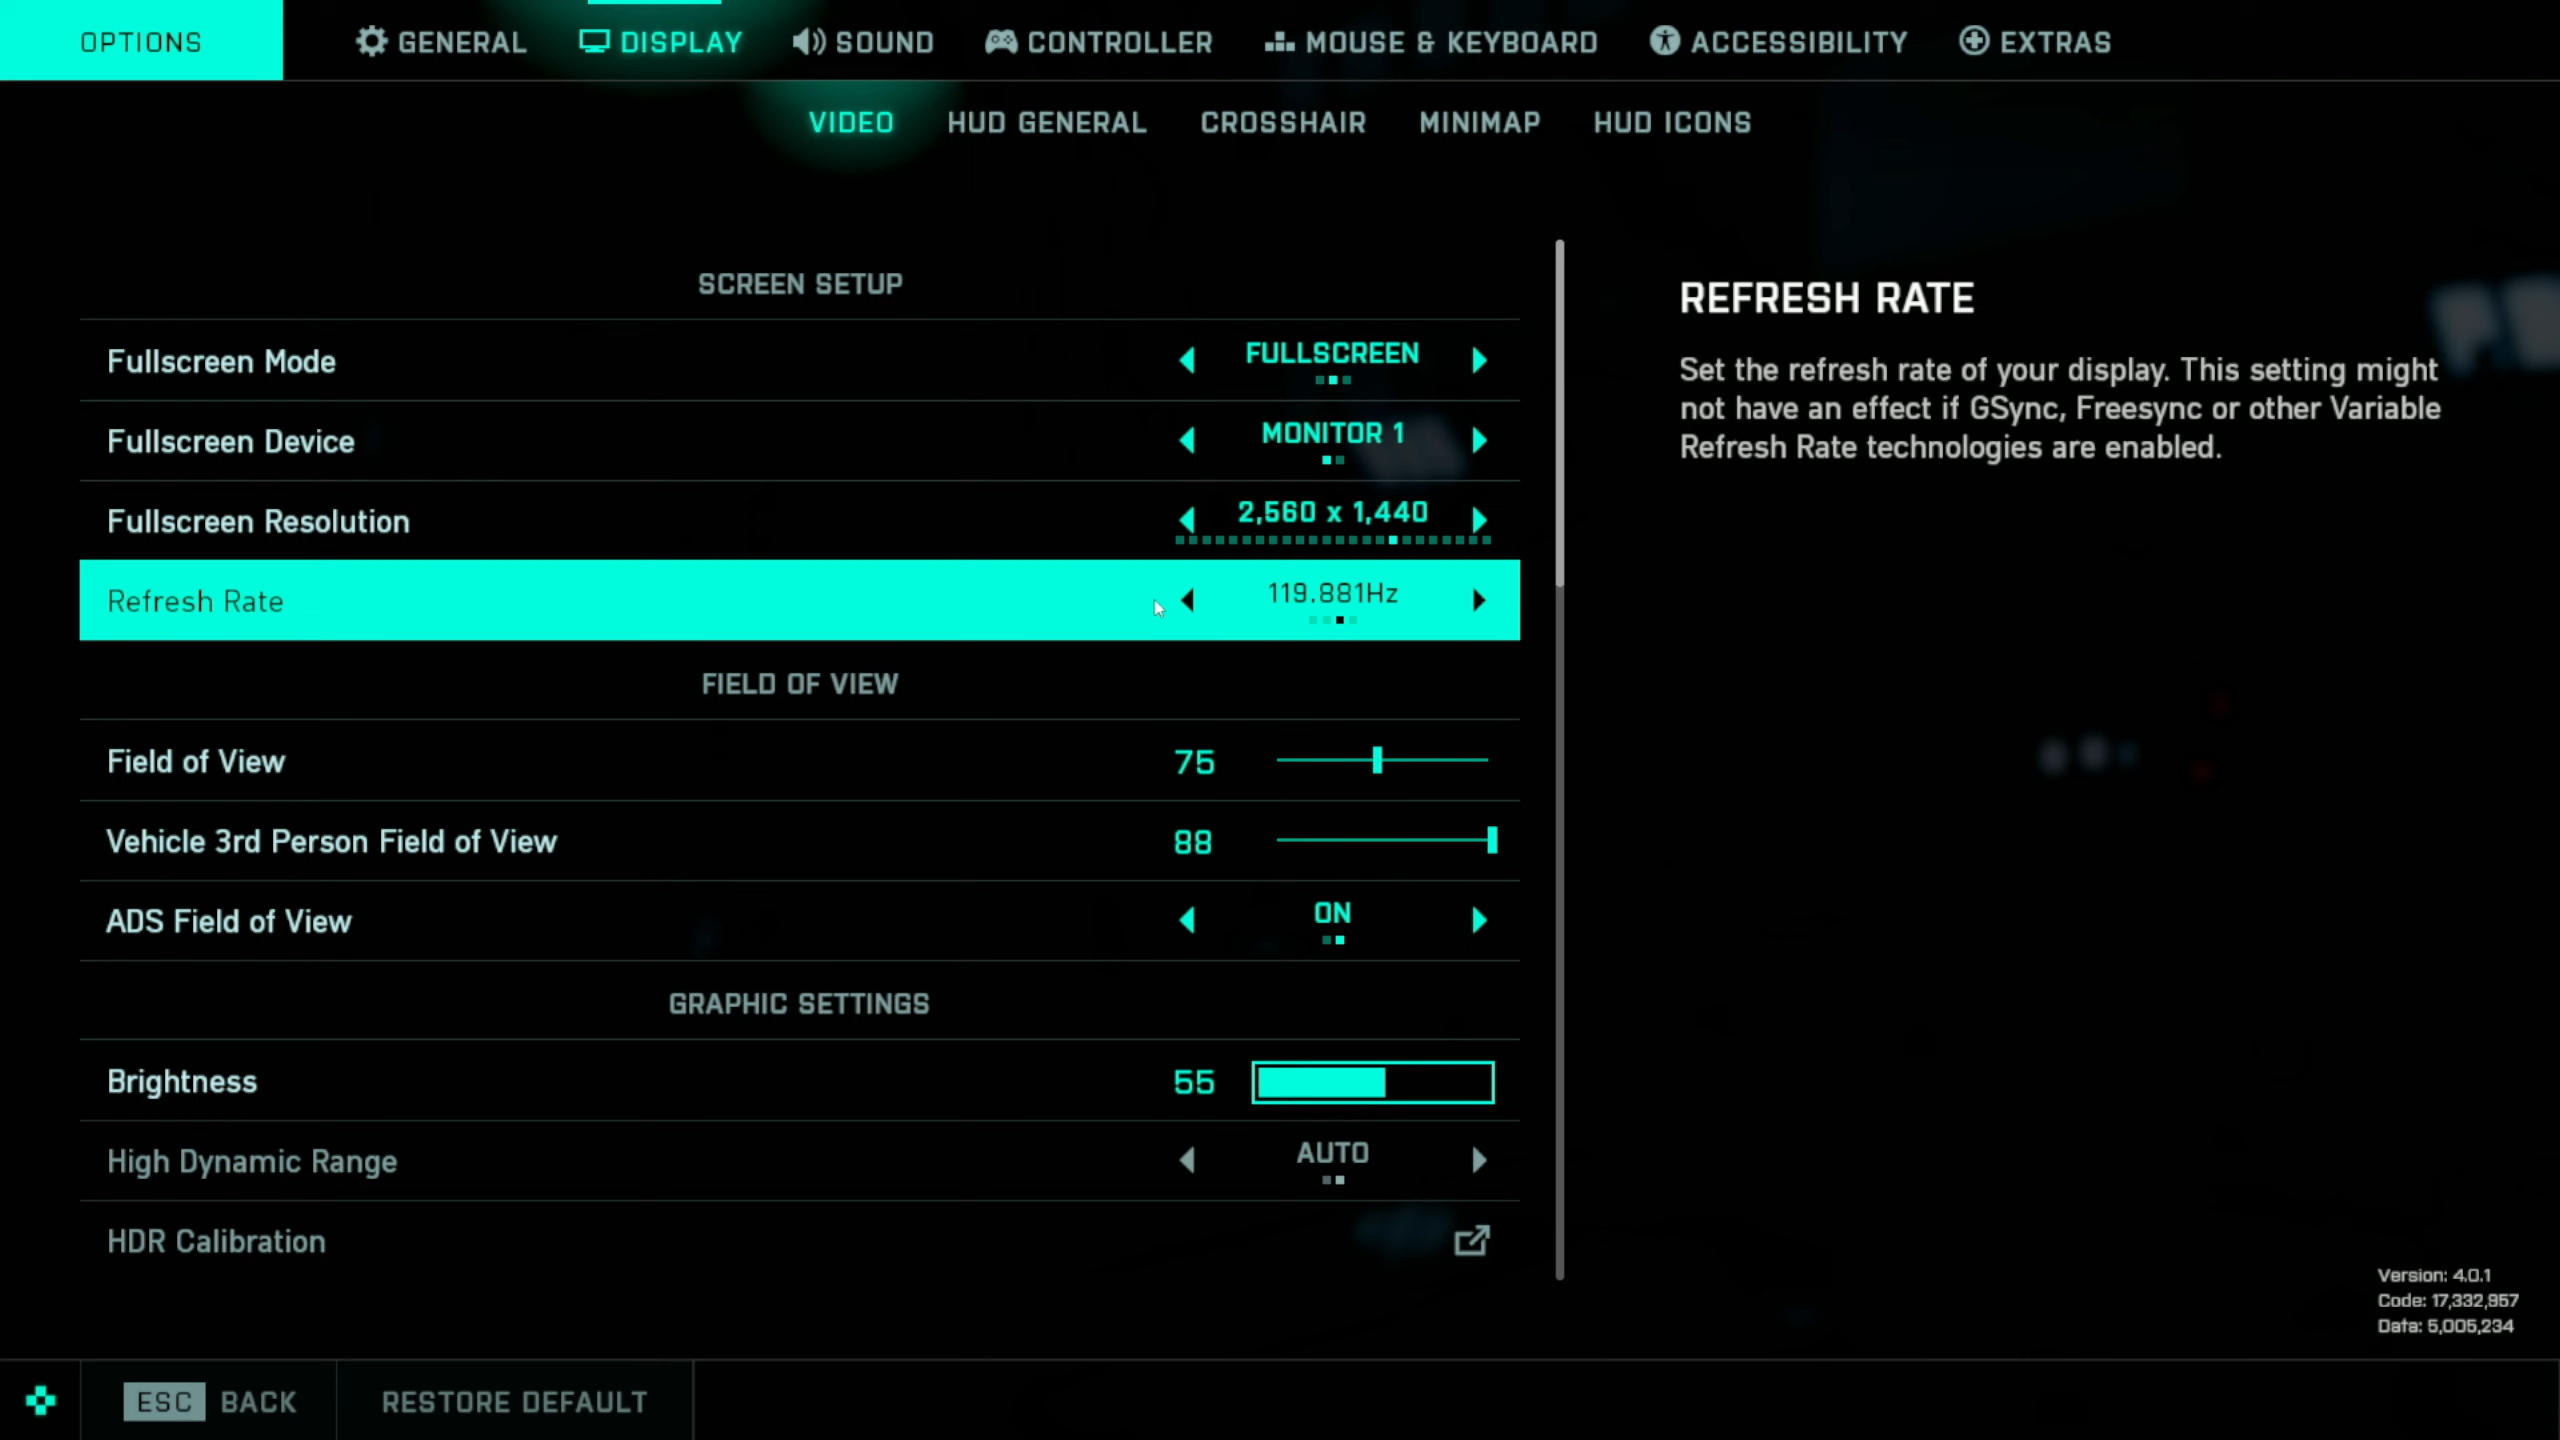 OPTIONS
GENERAL
DISPLAY
SOUND
CONTROLLER
MOUSE & KEYBOARD
ACCESSIBILITY
EXTRAS
VIDEO
HUD GENERAL
CROSSHAIR
MINIMAP
HUD ICONS
SCREEN SETUP
Fullscreen Mode
FULLSCREEN
Fullscreen Device
MONITOR 1
Fullscreen Resolution
2,560 x 1,440
Refresh Rate
119.881Hz
FIELD OF VIEW
Field of View
75
Vehicle 3rd Person Field of View
88
ADS Field of View
ON
GRAPHIC SETTINGS
Brightness
55
High Dynamic Range
AUTO
HDR Calibration
REFRESH RATE
Set the refresh rate of your display. This setting might
not have an effect if GSync, Freesync or other Variable
Refresh Rate technologies are enabled.
Version: 4.0.1
Code: 17,332,957
Data: 5,005,234
ESC BACK
RESTORE DEFAULT